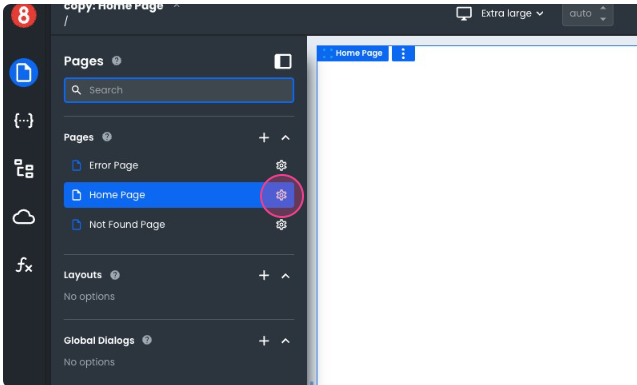 8
copy: Home Page
/
Extra large
auto
Pages
Home Page
Search
{...}
Pages
Error Page
Home Page
Not Found Page
fx
Layouts
No options
Global Dialogs
No options